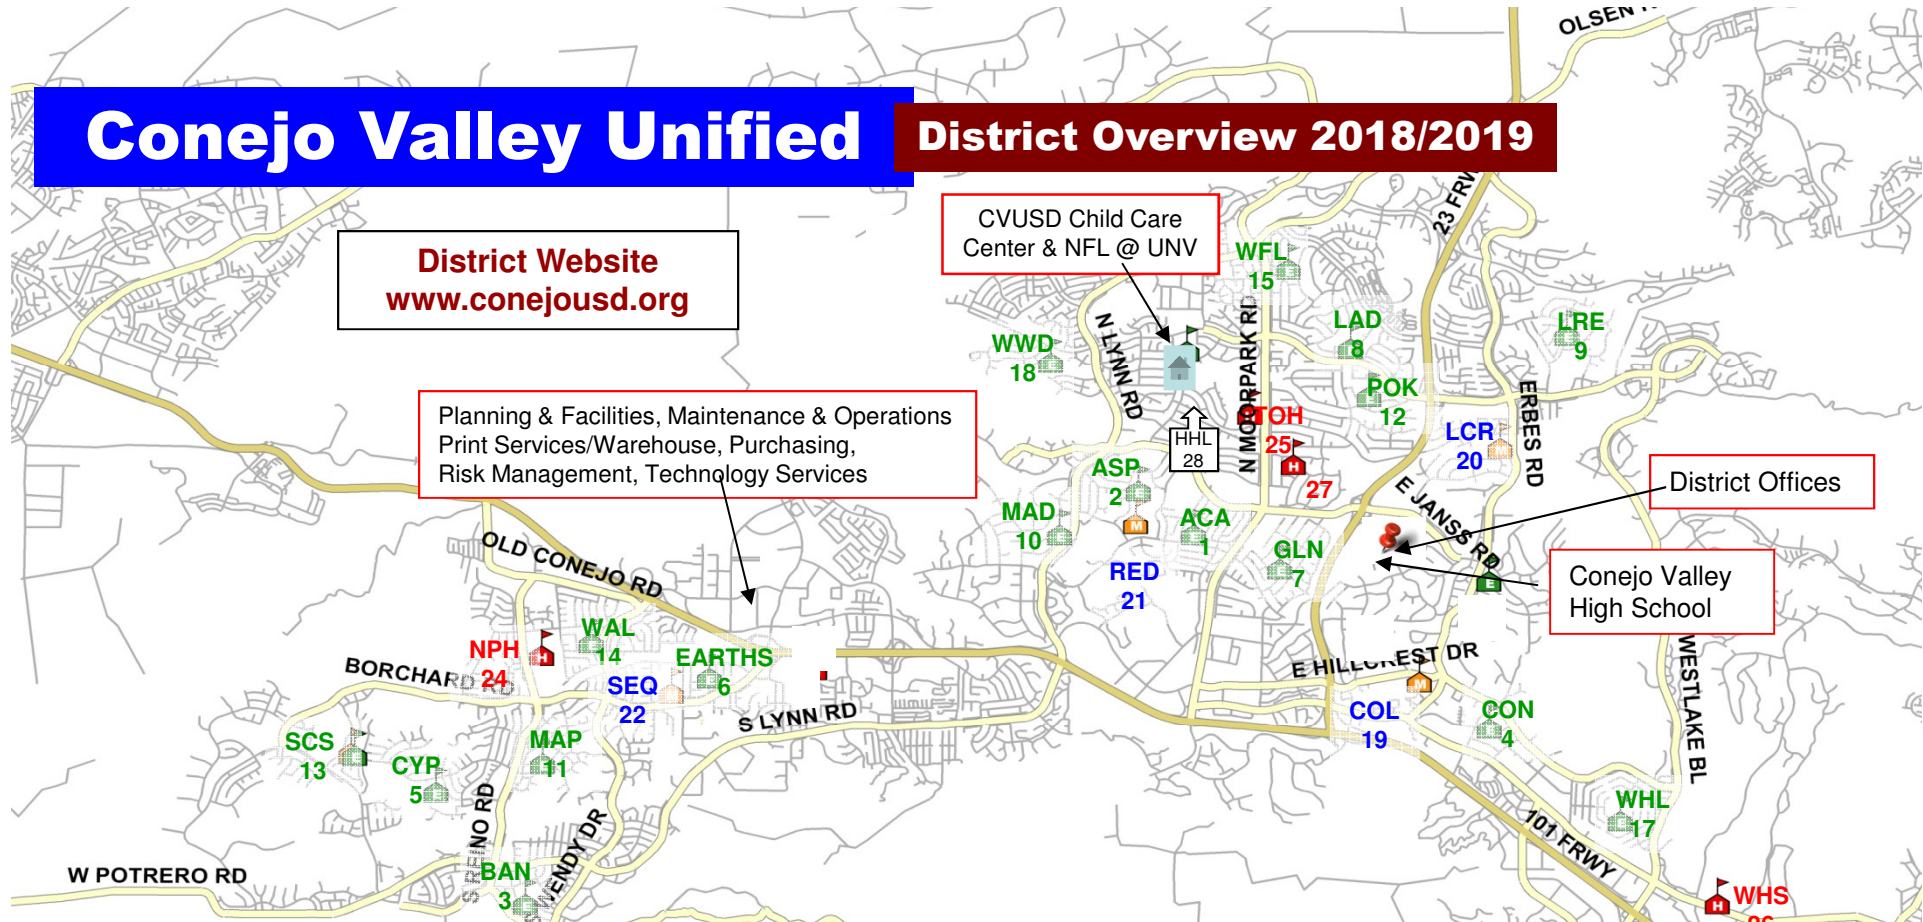 OLSEN
Conejo Valley Unified
District Overview 2018/2019
23 FRW
CVUSD Child Care
Center & NFL @ UNV
District Website
www.conejousd.org
WFL
15
N LYNN RD
N MOORPARK RD
WWD
18
LAD
8
LRE
9
POK
12
ERBES RD
Planning & Facilities, Maintenance & Operations
Print Services/Warehouse, Purchasing,
Risk Management, Technology Services
TOH
25
H
27
HHL
28
LCR
20
ASP
2
M
District Offices
E JANSS RD
MAD
10
ACA
1
GLN
7
RED
21
E
Conejo Valley
High School
OLD CONEJO RD
WAL
14
NPH
24
H
EARTHS
6
BORCHARD RD
SEQ
22
S LYNN RD
E HILLCREST DR
M
WESTLAKE BL
COL
19
CON
4
SCS
13
CYP
5
MAP
11
WENDY DR
WHL
17
101 FRWY
W POTRERO RD
BAN
3
H
WHS